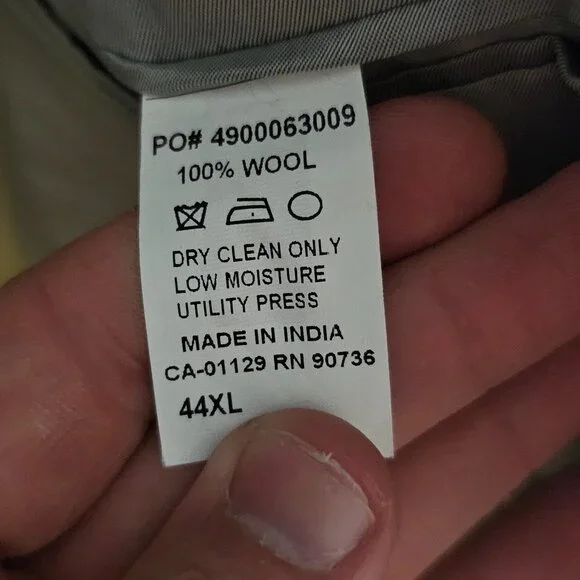 PO# 4900063009
100% WOOL
DRY CLEAN ONLY
LOW MOISTURE
UTILITY PRESS
MADE IN INDIA
CA-01129 RN 90736
44XL